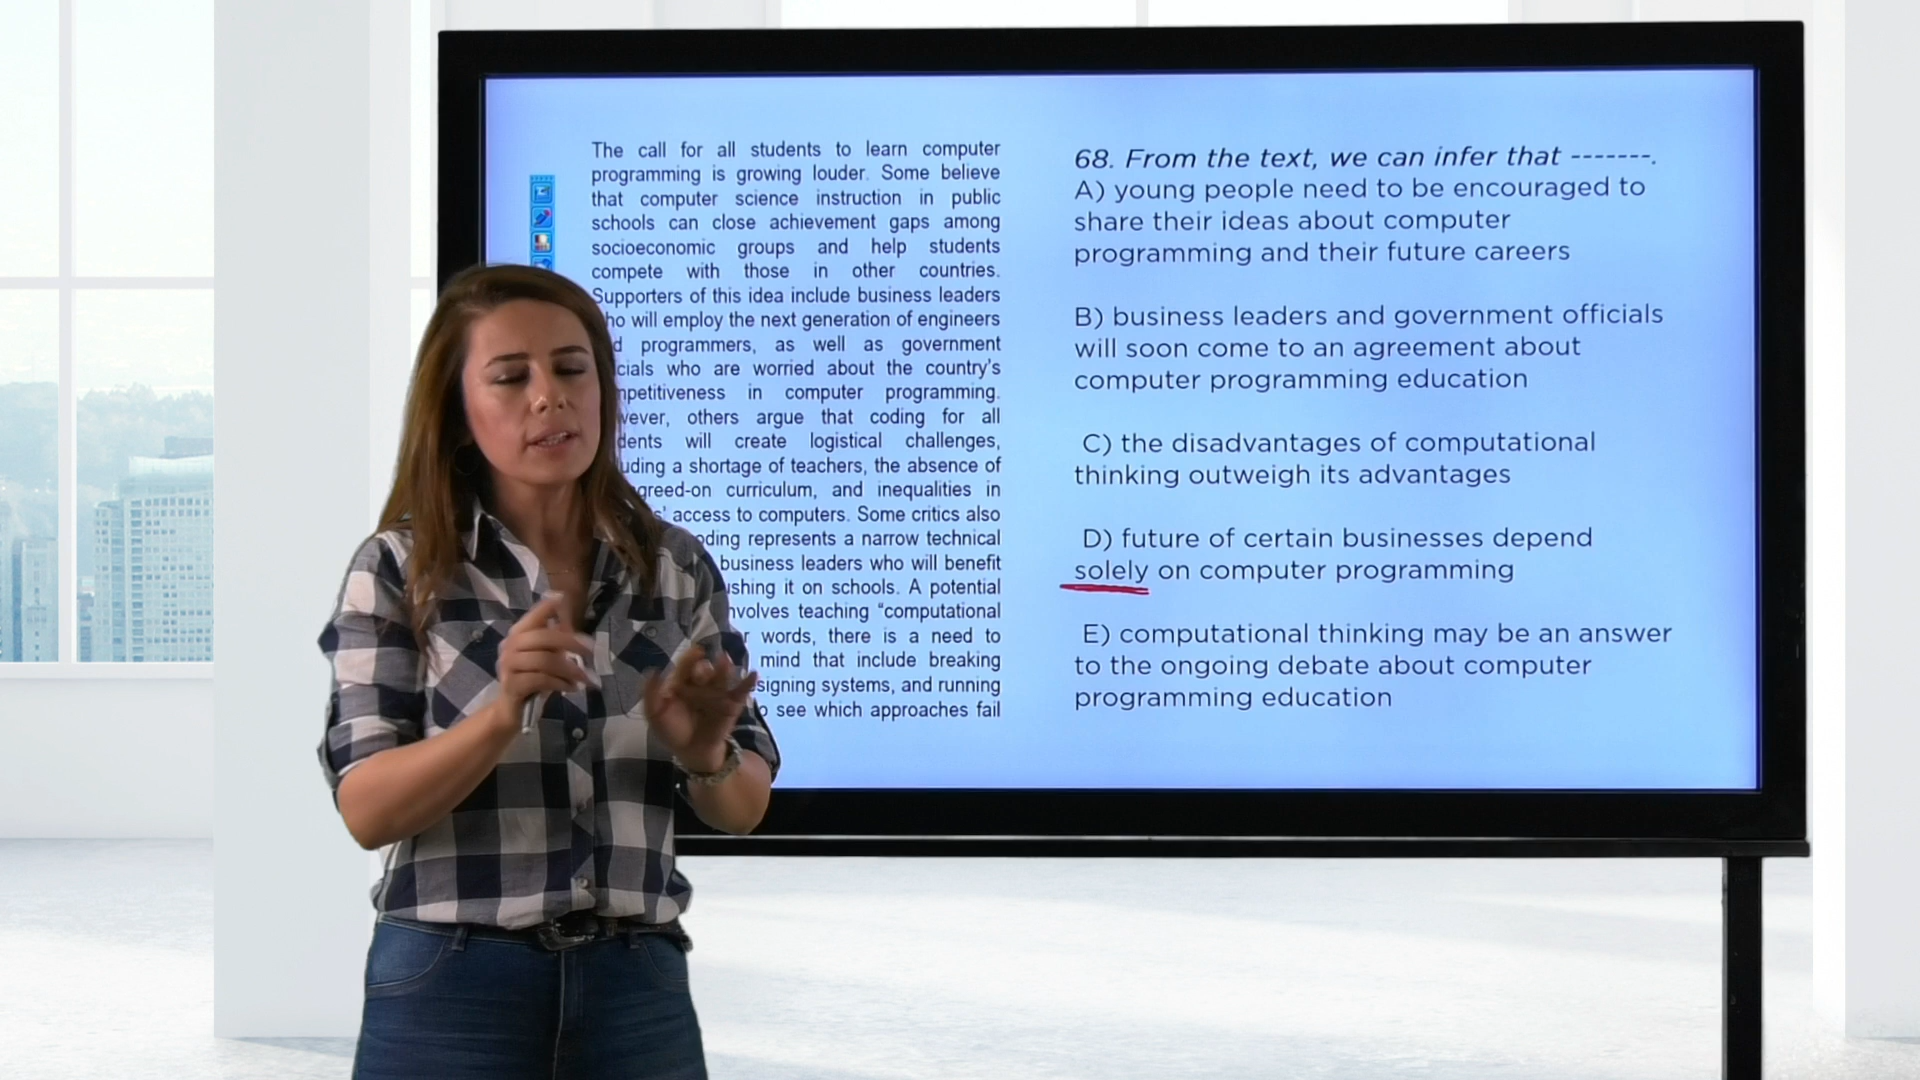 The call for all students to learn computer
programming is growing louder. Some believe
that computer science instruction in public
schools can close achievement gaps among
socioeconomic groups and help students
compete with those in other countries.
Supporters of this idea include business leaders
will employ the next generation of engineers
programmers, as well as government
who are worried about the country's
in computer programming.
others argue that coding for all
will create logistical challenges,
a shortage of teachers, the absence of
curriculum, and inequalities in
access to computers. Some critics also
represents a narrow technical
business leaders who will benefit
it on schools. A potential
teaching “computational
words, there is a need to
mind that include breaking
systems, and running
see which approaches fail
68. From the text, we can infer that -------.
A) young people need to be encouraged to
share their ideas about computer
programming and their future careers
B) business leaders and government officials
will soon come to an agreement about
computer programming education
C) the disadvantages of computational
thinking outweigh its advantages
D) future of certain businesses depend
solely on computer programming
E) computational thinking may be an answer
to the ongoing debate about computer
programming education